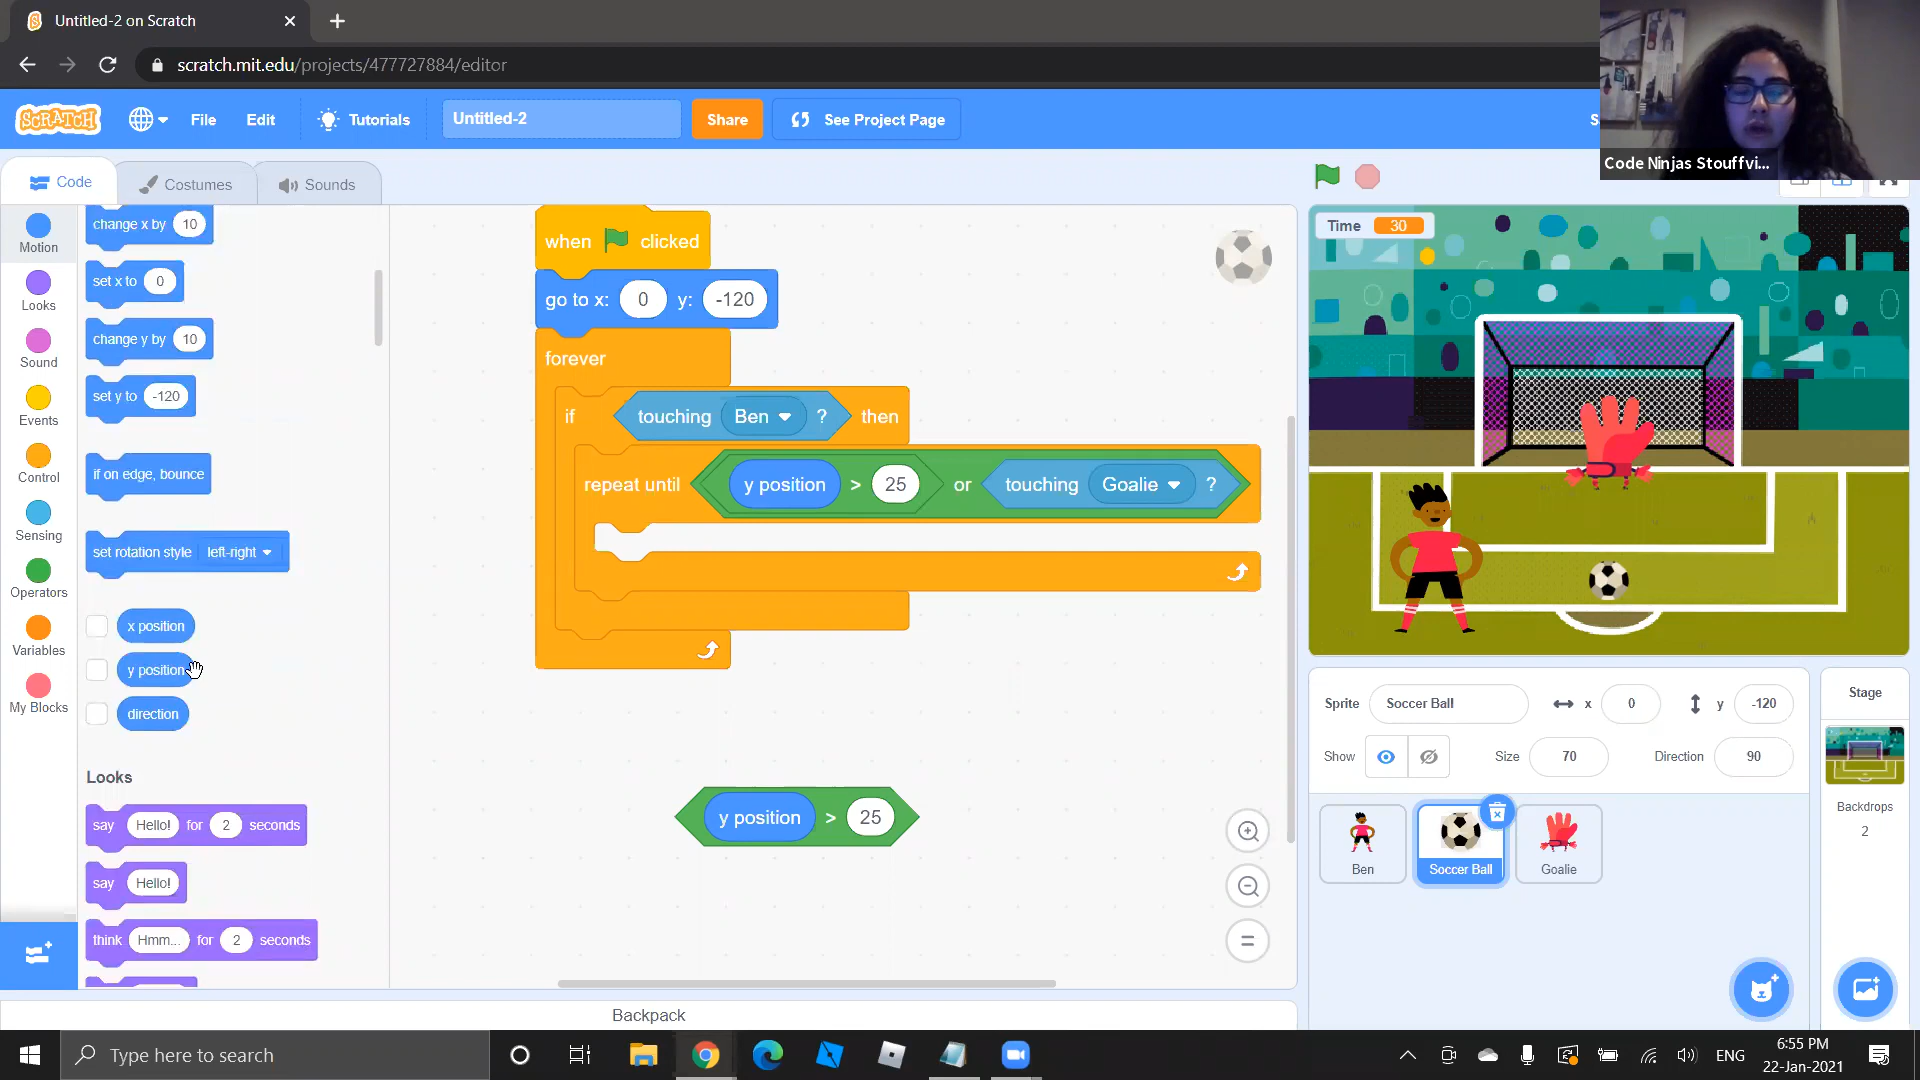 Untitled-2 on Scratch
scratch.mit.edu/projects/477727884/editor
SCRATCH
File
Edit
Tutorials
Untitled-2
Share
See Project Page
S
Code Ninjas Stouffvi...
Code
Costumes
Sounds
Motion
Looks
Sound
Events
Control
Sensing
Operators
Variables
My Blocks
change x by 10
set x to 0
change y by 10
set y to -120
if on edge, bounce
set rotation style left-right
x position
y position
direction
Looks
say Hello! for 2 seconds
say Hello!
think Hmm... for 2 seconds
when clicked
go to x: 0 y: -120
forever
if touching Ben ? then
repeat until y position > 25 or touching Goalie ?
y position > 25
Time 30
Sprite Soccer Ball x 0 y -120
Show Size 70 Direction 90
Ben
Soccer Ball
Goalie
Stage
Backdrops
2
Backpack
Type here to search
ENG
6:55 PM
22-Jan-2021